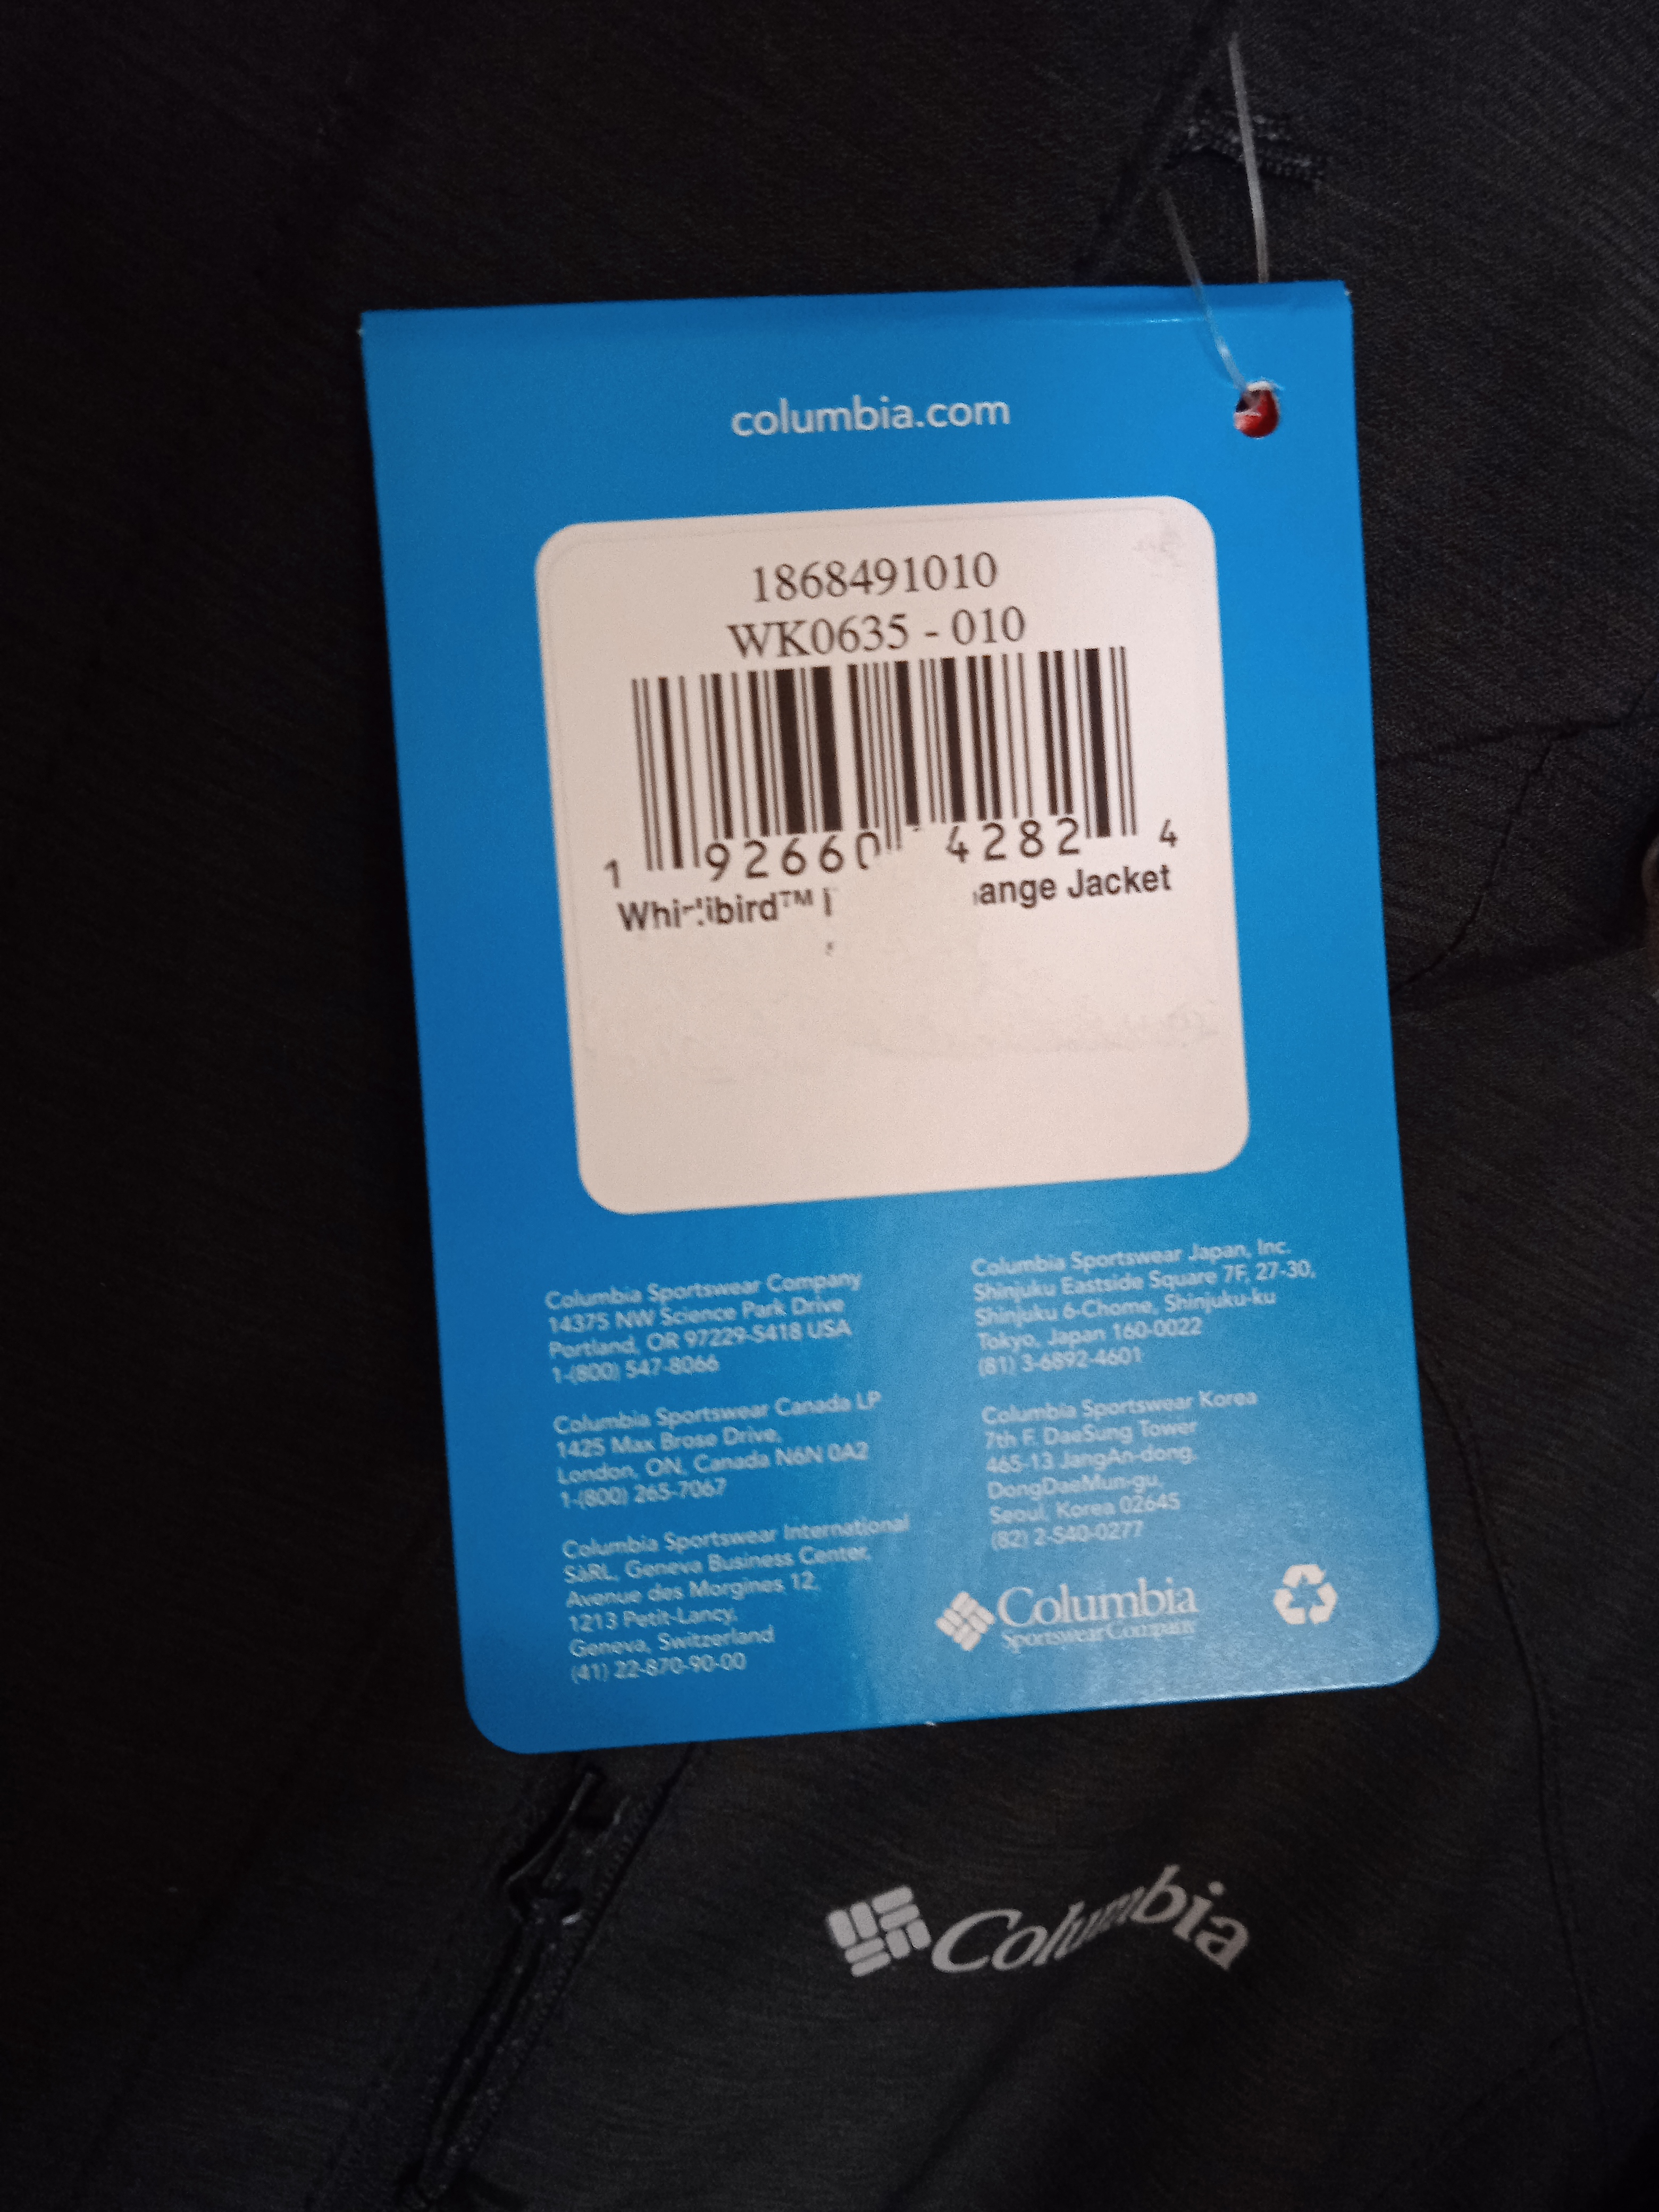 columbia.com
1868491010
WK0635 - 010
1 92660 4282 4
Whirlibird™ Jacket
Columbia Sportswear Company
14375 NW Science Park Drive
Portland, OR 97229-5418 USA
1-(800) 547-8066
Columbia Sportswear Canada LP
1425 Max Brose Drive,
London, ON, Canada N6N 0A2
1-(800) 265-7067
Columbia Sportswear International
SàRL, Geneva Business Center,
Avenue des Morgines 12,
1213 Petit-Lancy,
Geneva, Switzerland
(41) 22-870-90-00
Columbia Sportswear Japan, Inc.
Shinjuku Eastside Square 7F, 27-30,
Shinjuku 6-Chome, Shinjuku-ku
Tokyo, Japan 160-0022
(81) 3-6892-4601
Columbia Sportswear Korea
7th F. DaeSung Tower
465-13 JangAn-dong,
DongDaeMun-gu,
Seoul, Korea 02645
(82) 2-540-0277
Columbia
Sportswear Company
Columbia